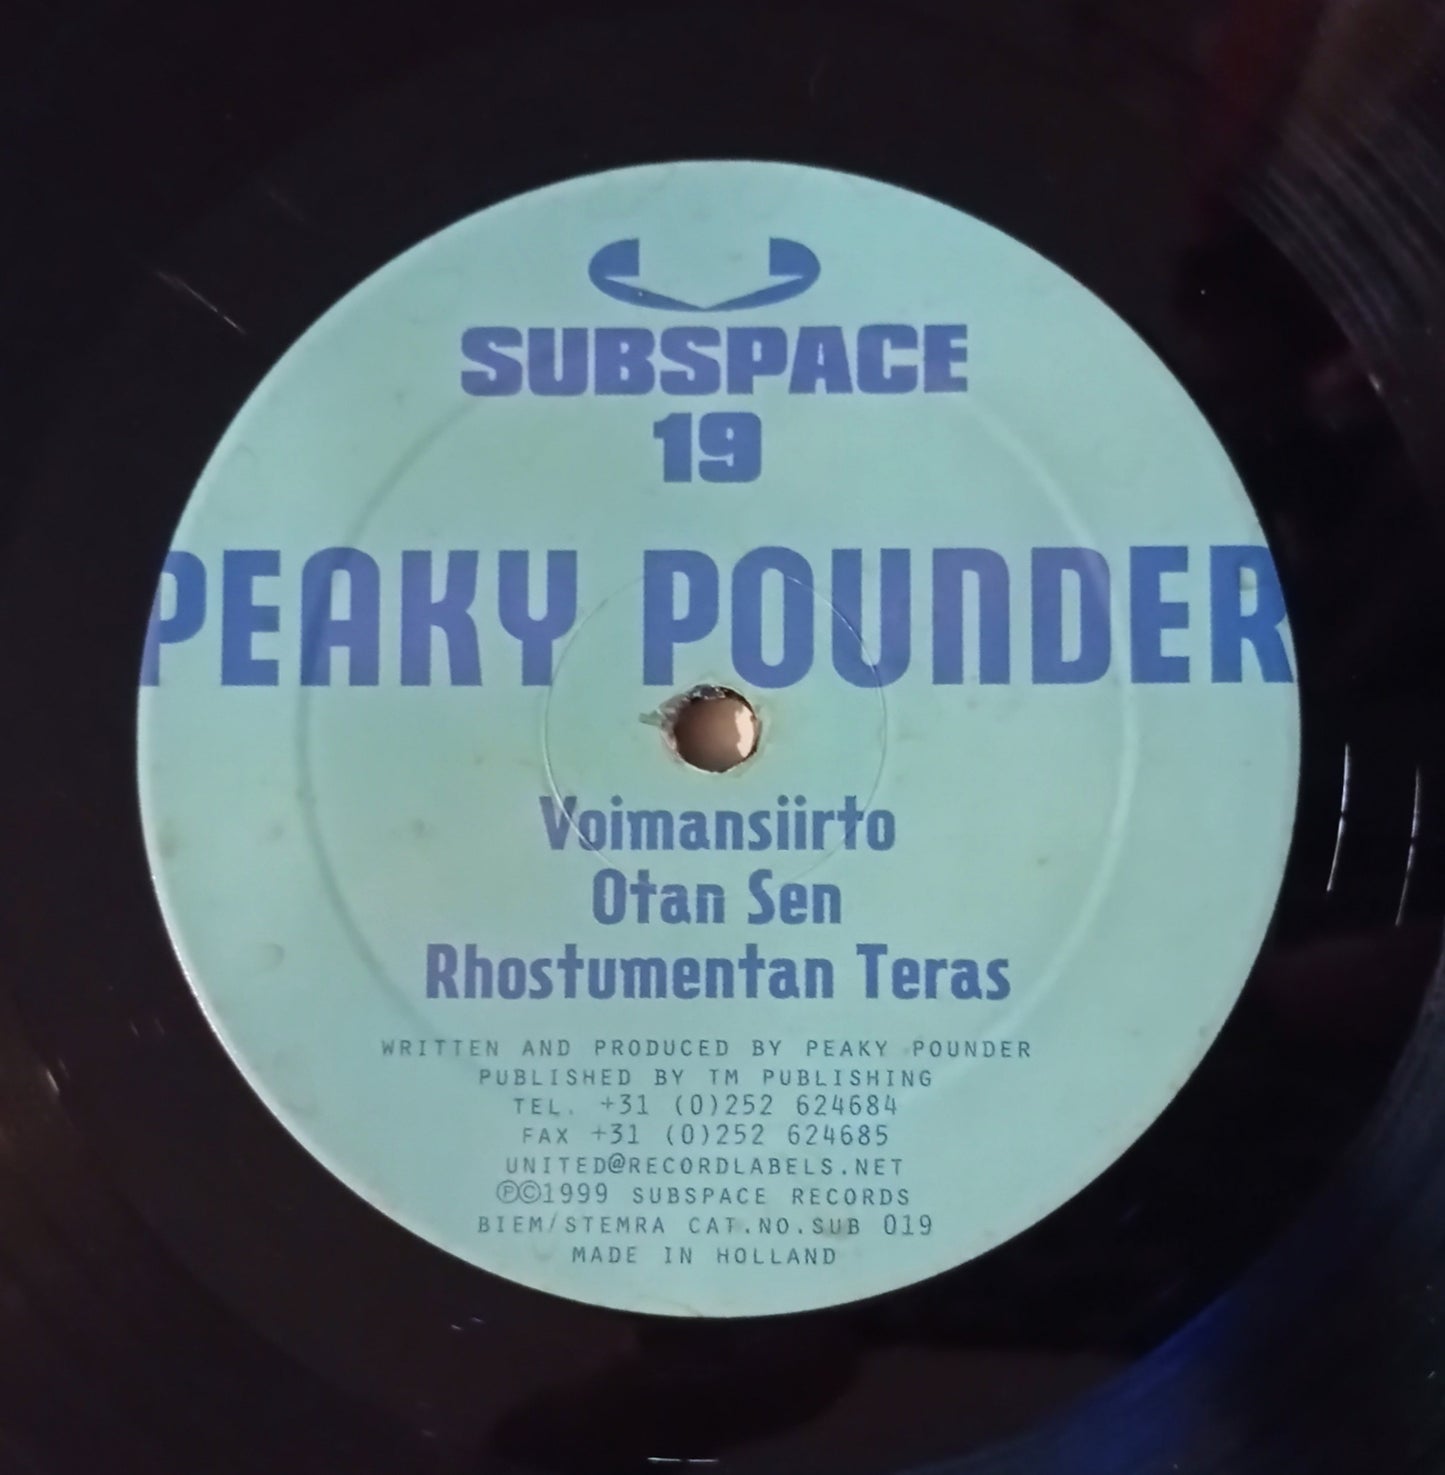 SUBSPACE
19
PEAKY POUNDER
Voimansiirto
Otan Sen
Rhostumentan Teras
WRITTEN AND PRODUCED BY PEAKY POUNDER
PUBLISHED BY TM PUBLISHING
TEL. +31 (0)252 624684
FAX +31 (0)252 624685
UNITED@RECORDLABELS.NET
℗©1999 SUBSPACE RECORDS
BIEM/STEMRA CAT.NO.SUB 019
MADE IN HOLLAND